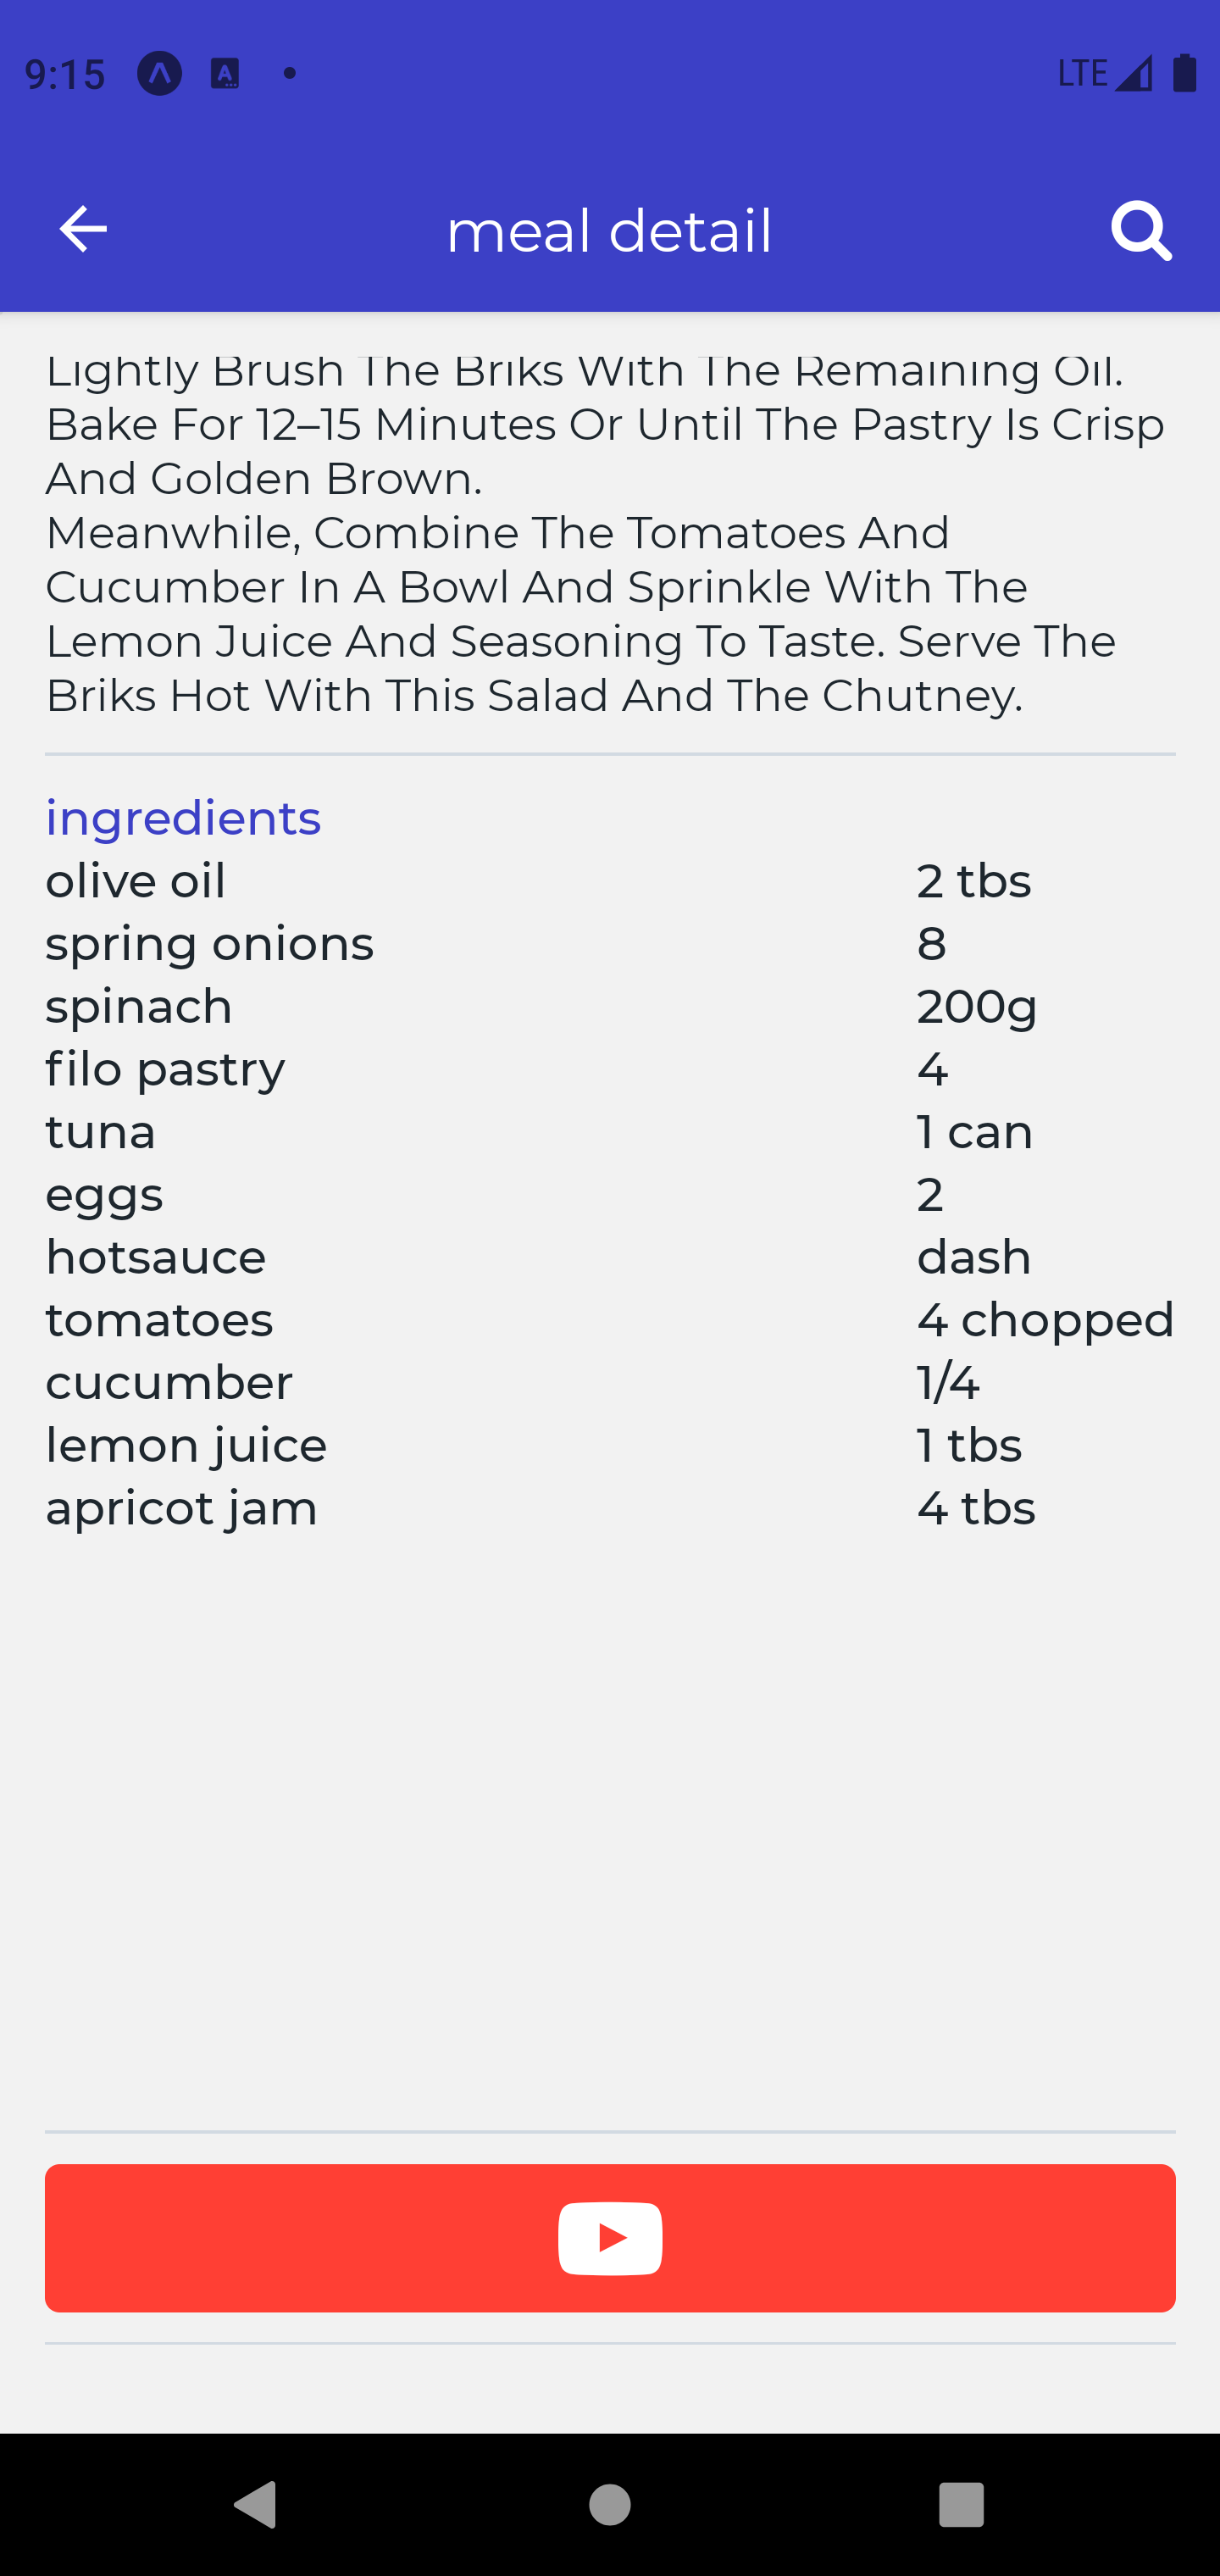 9:15
LTE
meal detail
Lightly Brush The Briks With The Remaining Oil.
Bake For 12–15 Minutes Or Until The Pastry Is Crisp
And Golden Brown.
Meanwhile, Combine The Tomatoes And
Cucumber In A Bowl And Sprinkle With The
Lemon Juice And Seasoning To Taste. Serve The
Briks Hot With This Salad And The Chutney.
ingredients
olive oil 2 tbs
spring onions 8
spinach 200g
filo pastry 4
tuna 1 can
eggs 2
hotsauce dash
tomatoes 4 chopped
cucumber 1/4
lemon juice 1 tbs
apricot jam 4 tbs